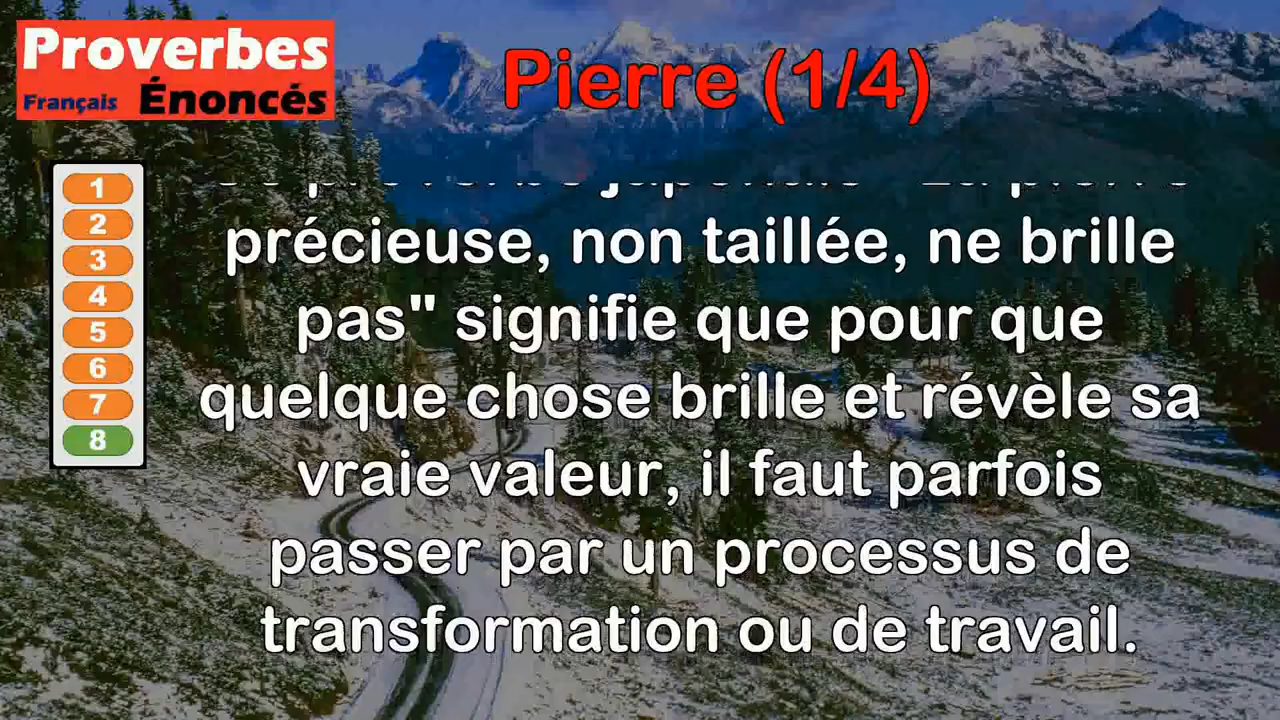 Proverbes
Français Énoncés
Pierre (1/4)
1
2
3
4
5
6
7
8
précieuse, non taillée, ne brille
pas" signifie que pour que
quelque chose brille et révèle sa
vraie valeur, il faut parfois
passer par un processus de
transformation ou de travail.